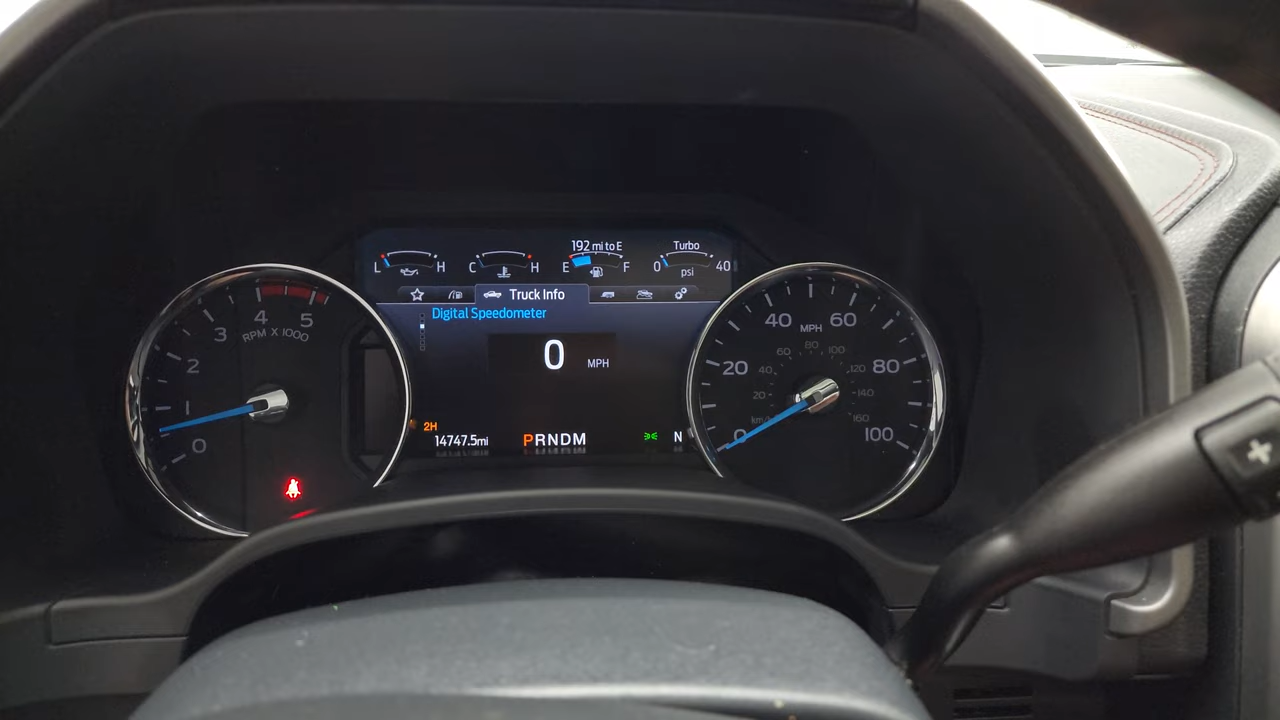 192 mi to E
Turbo
L H
C H
E F
0 40
psi
Truck Info
Digital Speedometer
0 MPH
2H
14747.5mi
PRNDM
N
0
1
2
3
4
5
RPM X 1000
0
20
40
60
80
100
MPH
km/h
20
40
60
80
100
120
140
160
+